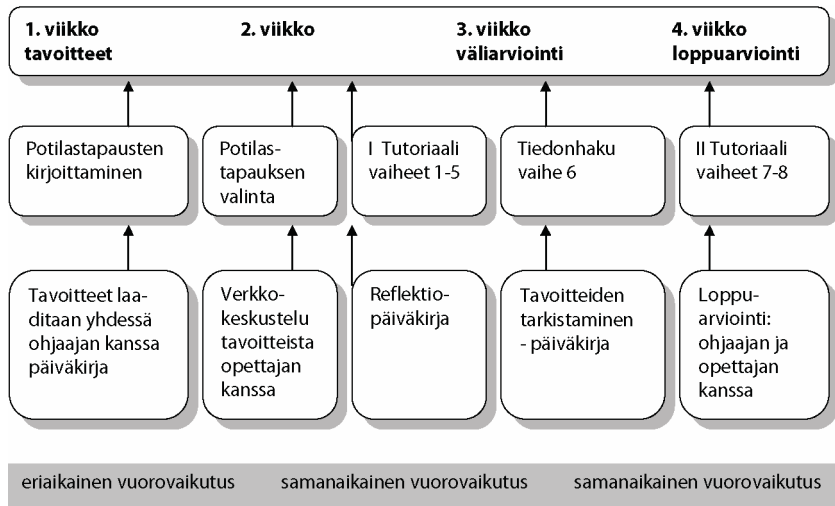 1. viikko
tavoitteet
2. viikko
3. viikko
väliarviointi
4. viikko
loppuarviointi
Potilastapausten
kirjoittaminen
Potilas-
tapauksen
valinta
I Tutoriaali
vaiheet 1-5
Tiedonhaku
vaihe 6
II Tutoriaali
vaiheet 7-8
Tavoitteet laa-
ditaan yhdessä
ohjaajan kanssa
päiväkirja
Verkko-
keskustelu
tavoitteista
opettajan
kanssa
Reflektio-
päiväkirja
Tavoitteiden
tarkistaminen
- päiväkirja
Loppu-
arviointi:
ohjaajan ja
opettajan
kanssa
eriaikainen vuorovaikutus
samanaikainen vuorovaikutus
samanaikainen vuorovaikutus